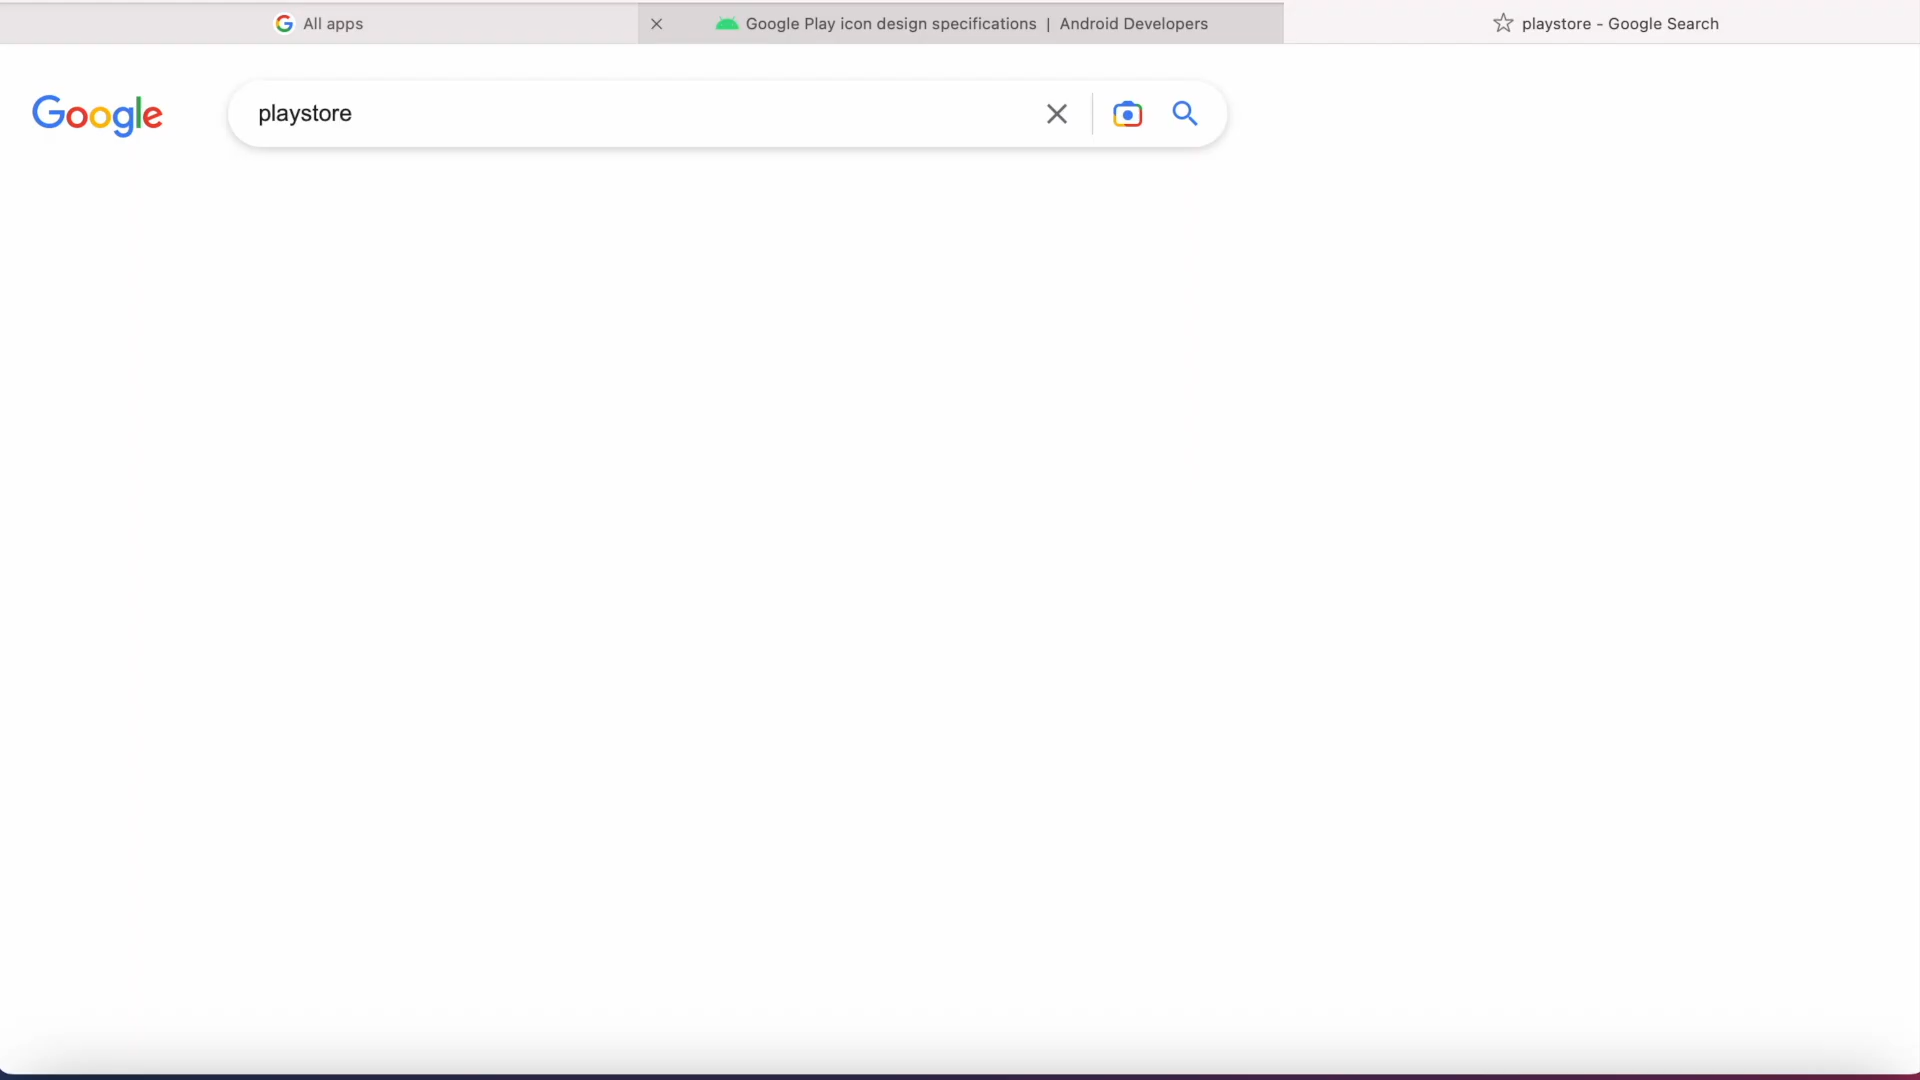 All apps
Google Play icon design specifications | Android Developers
playstore - Google Search
Google
playstore